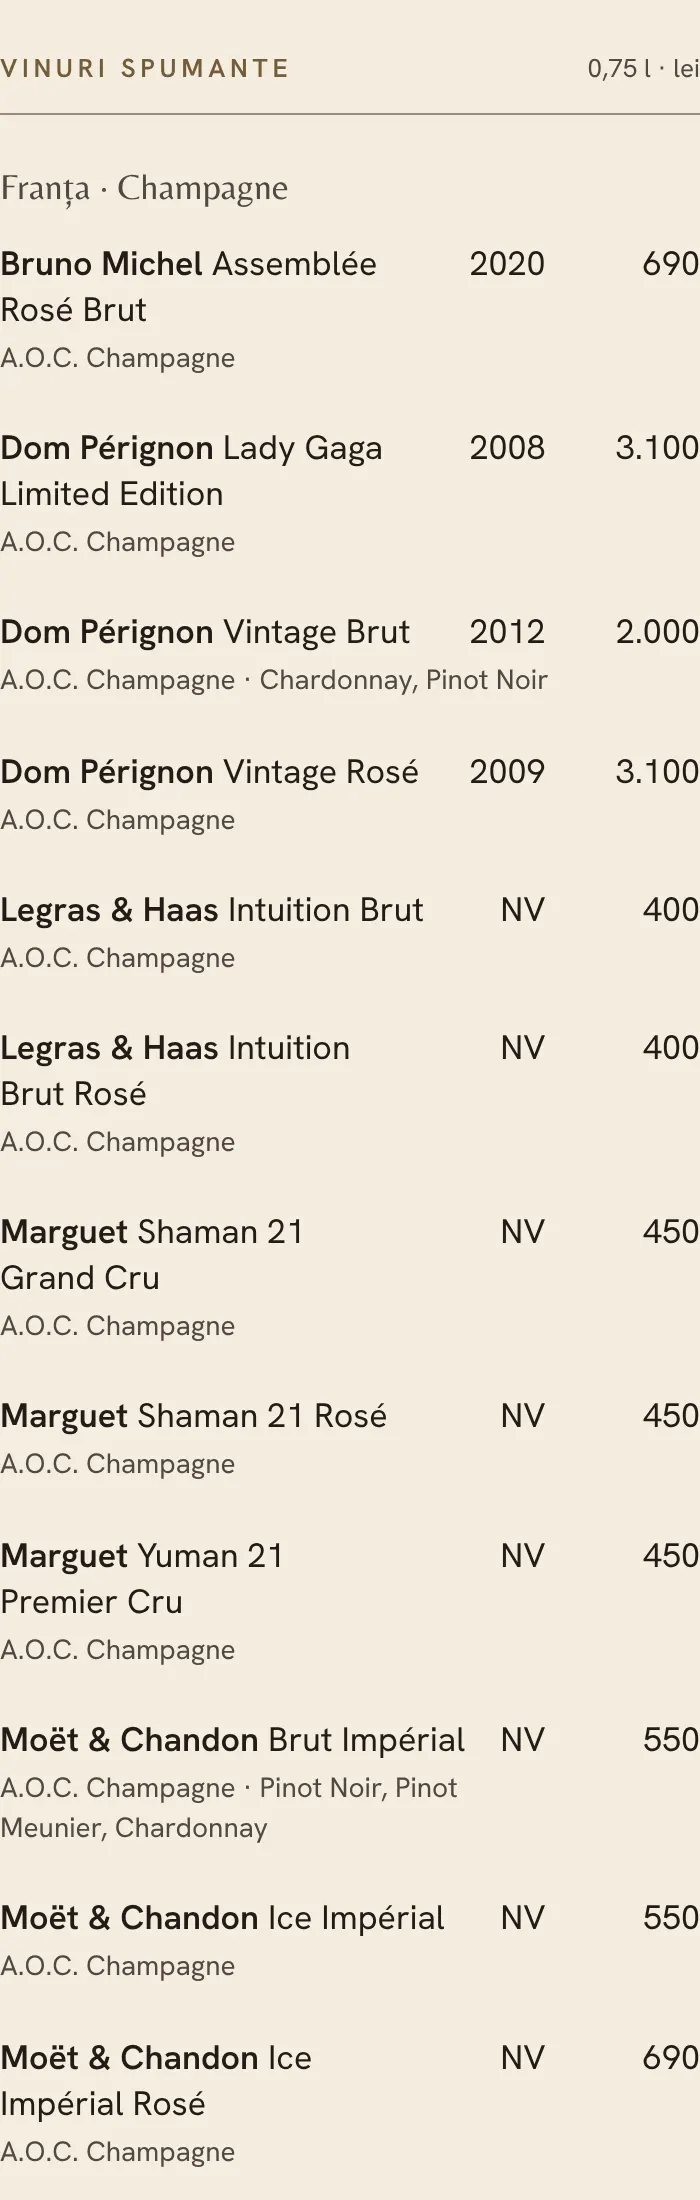 VINURI SPUMANTE 0,75 l · lei
Franța · Champagne
Bruno Michel Assemblée 2020 690
Rosé Brut
A.O.C. Champagne
Dom Pérignon Lady Gaga 2008 3.100
Limited Edition
A.O.C. Champagne
Dom Pérignon Vintage Brut 2012 2.000
A.O.C. Champagne · Chardonnay, Pinot Noir
Dom Pérignon Vintage Rosé 2009 3.100
A.O.C. Champagne
Legras & Haas Intuition Brut NV 400
A.O.C. Champagne
Legras & Haas Intuition NV 400
Brut Rosé
A.O.C. Champagne
Marguet Shaman 21 NV 450
Grand Cru
A.O.C. Champagne
Marguet Shaman 21 Rosé NV 450
A.O.C. Champagne
Marguet Yuman 21 NV 450
Premier Cru
A.O.C. Champagne
Moët & Chandon Brut Impérial NV 550
A.O.C. Champagne · Pinot Noir, Pinot
Meunier, Chardonnay
Moët & Chandon Ice Impérial NV 550
A.O.C. Champagne
Moët & Chandon Ice NV 690
Impérial Rosé
A.O.C. Champagne